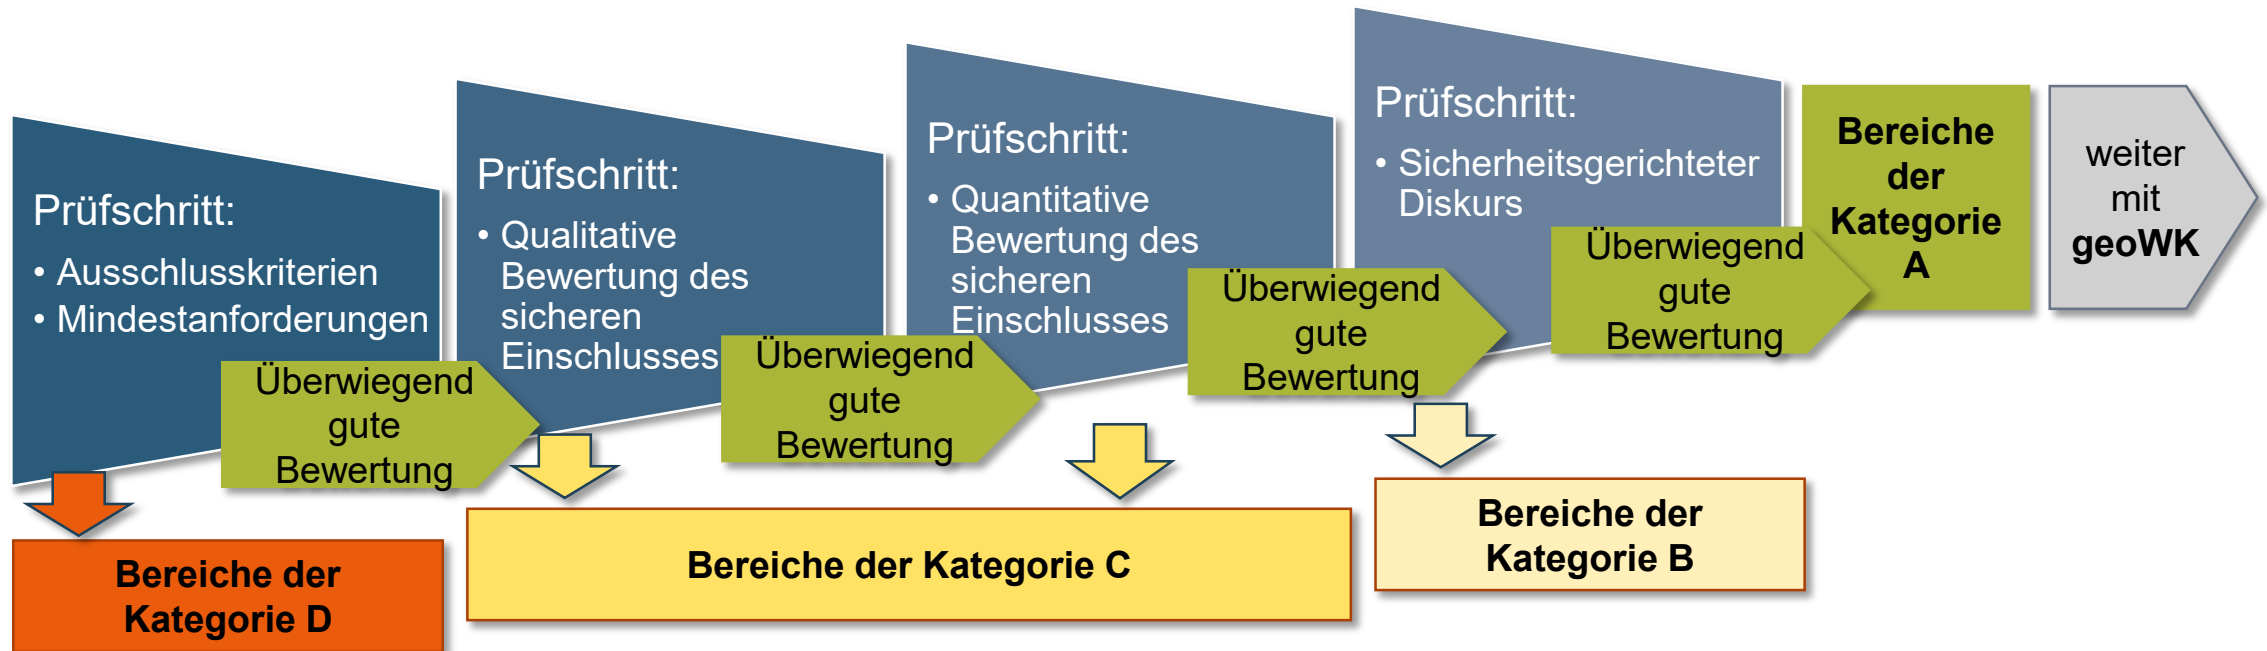 Prüfschritt:
• Ausschlusskriterien
• Mindestanforderungen
Überwiegend
gute
Bewertung
Prüfschritt:
• Qualitative
Bewertung des
sicheren
Einschlusses
Überwiegend
gute
Bewertung
Prüfschritt:
• Quantitative
Bewertung des
sicheren
Einschlusses
Überwiegend
gute
Bewertung
Prüfschritt:
• Sicherheitsgerichteter
Diskurs
Überwiegend
gute
Bewertung
Bereiche
der
Kategorie
A
weiter
mit
geoWK
Bereiche der
Kategorie D
Bereiche der Kategorie C
Bereiche der
Kategorie B